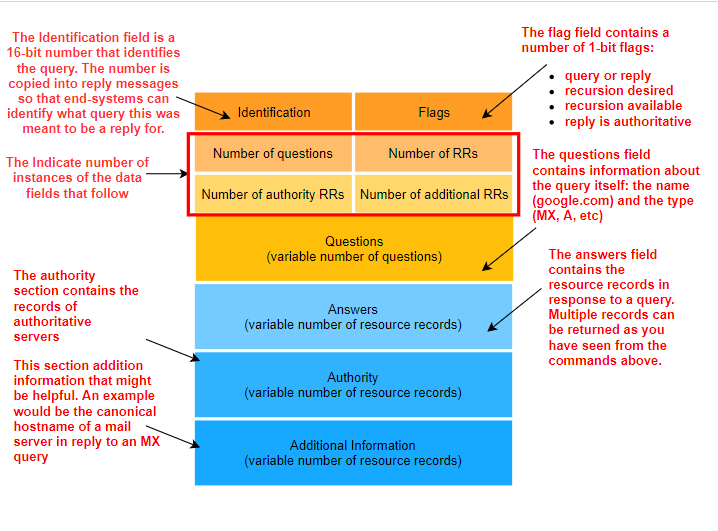 The Identification field is a
16-bit number that identifies
the query. The number is
copied into reply messages
so that end-systems can
identify what query this was
meant to be a reply for.
The flag field contains a
number of 1-bit flags:
query or reply
recursion desired
recursion available
reply is authoritative
Identification
Flags
The Indicate number of
instances of the data
fields that follow
Number of questions
Number of RRs
Number of authority RRs
Number of additional RRs
The questions field
contains information about
the query itself: the name
(google.com) and the type
(MX, A, etc)
Questions
(variable number of questions)
The answers field
contains the
resource records in
response to a query.
Multiple records can
be returned as you
have seen from the
commands above.
Answers
(variable number of resource records)
The authority
section contains the
records of
authoritative
servers
Authority
(variable number of resource records)
This section addition
information that might
be helpful. An example
would be the canonical
hostname of a mail
server in reply to an MX
query
Additional Information
(variable number of resource records)